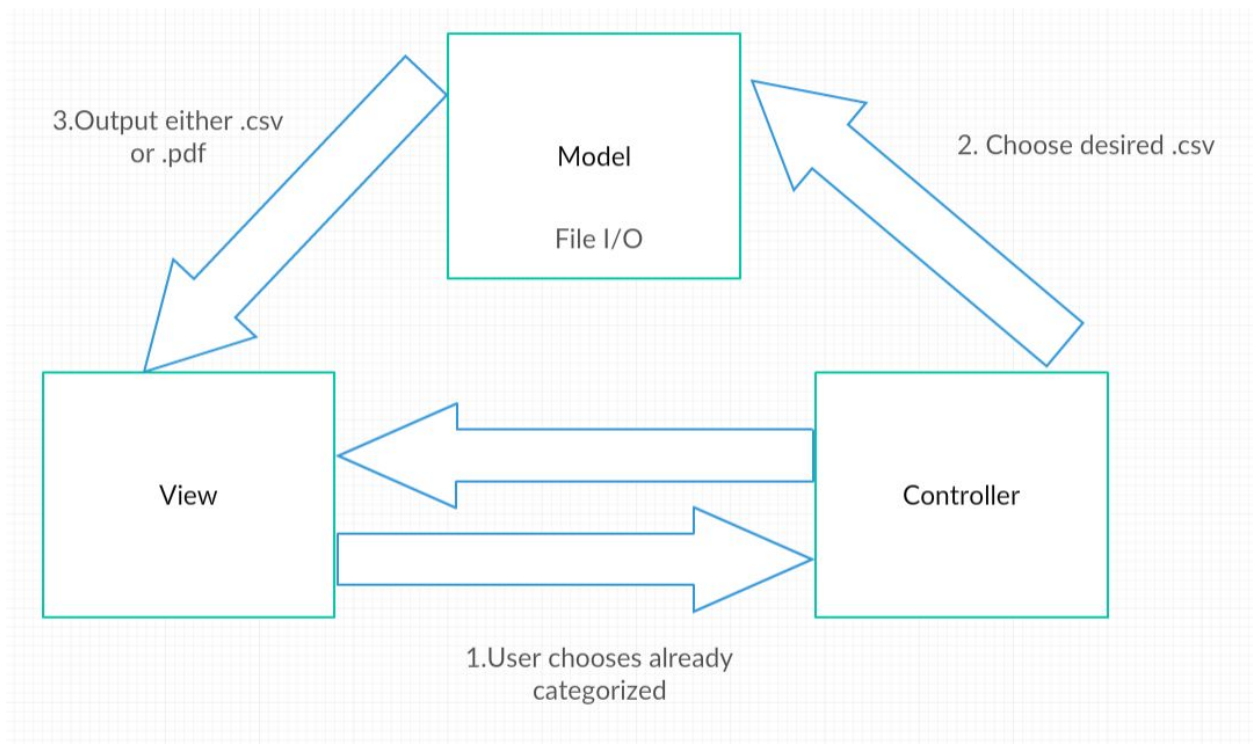 3.Output either .csv
or .pdf
Model
File I/O
2. Choose desired .csv
View
Controller
1.User chooses already
categorized